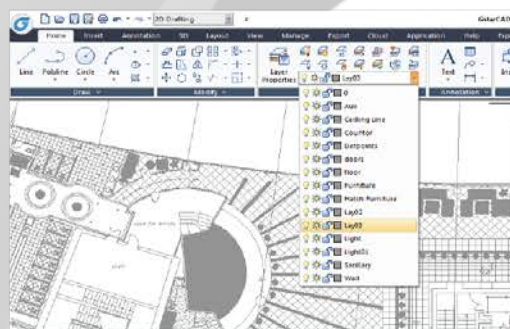 2D Drafting
GstarCAD
Home Insert Annotation 3D Layout View Manage Export Cloud Application Help
Line Polyline Circle Arc
Layer
Properties
Lay03
Text
Draw Modify Annotation
0
Aux
Ceiling Line
Counter
Defpoints
doors
floor
Furniture
Hatch Furniture
Lay02
Lay03
Light
Light01
Sanitary
Wall